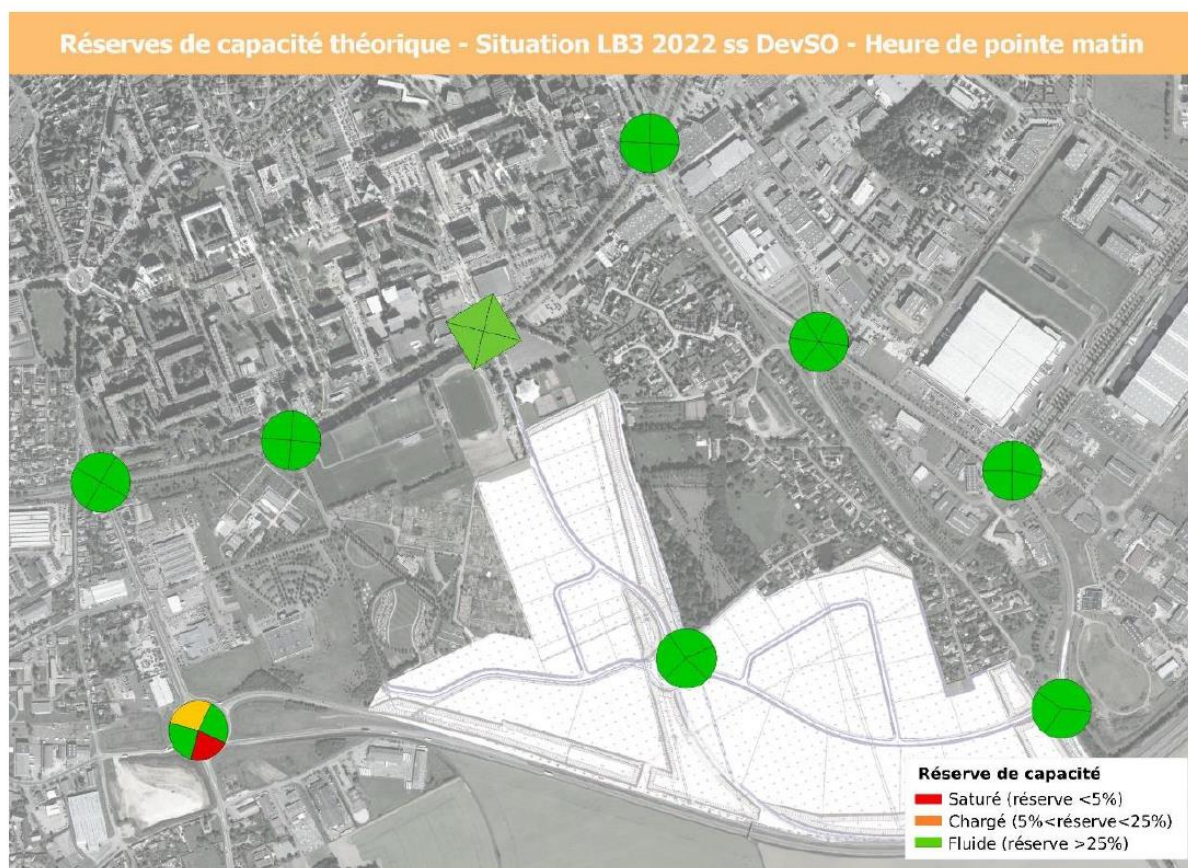 Réserves de capacité théorique - Situation LB3 2022 ss DevSO - Heure de pointe matin
Réserve de capacité
Saturé (réserve <5%)
Chargé (5%<réserve<25%)
Fluide (réserve >25%)